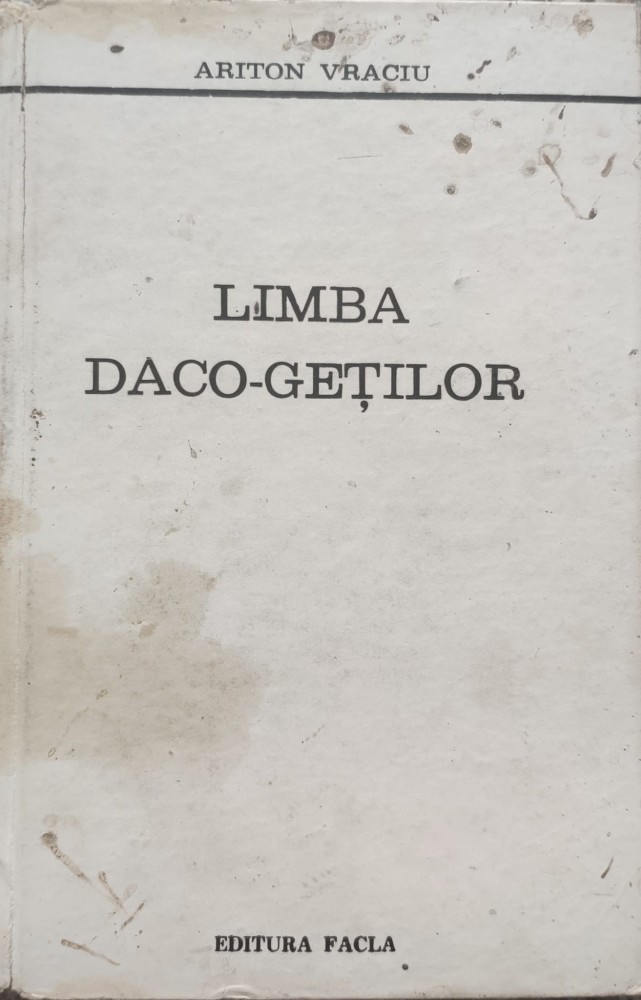 ARITON VRACIU
LIMBA
DACO-GEȚILOR
EDITURA FACLA